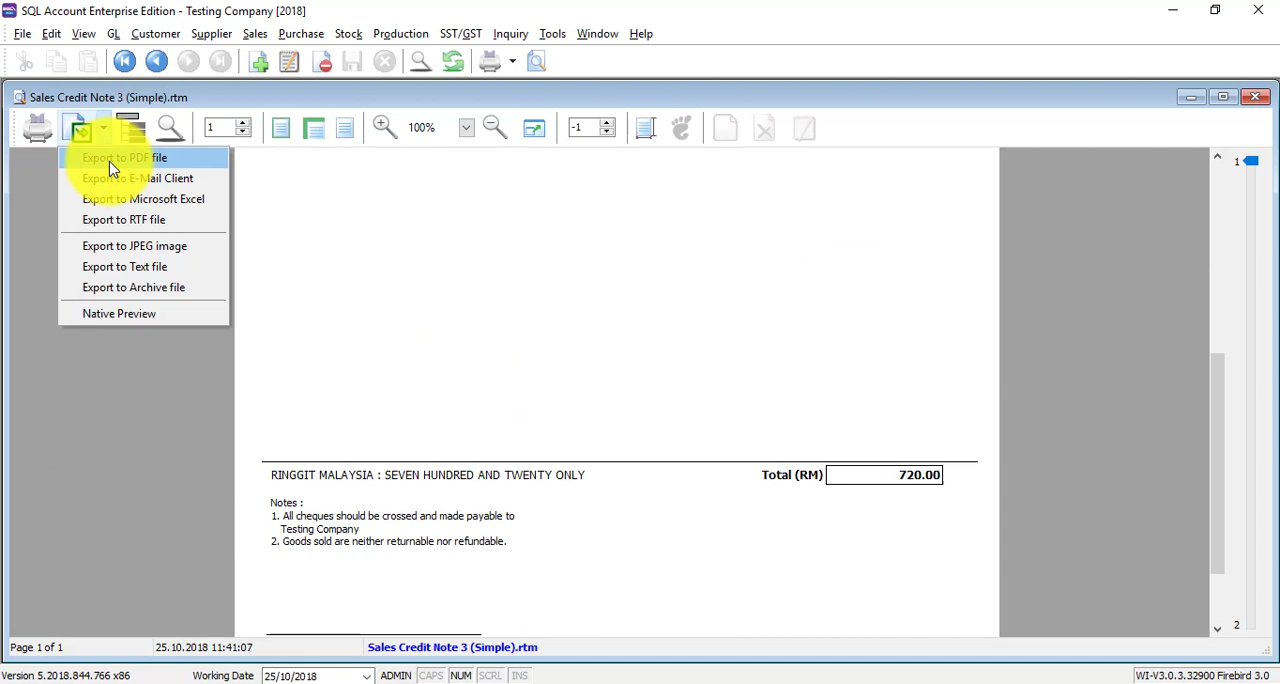 SQL Account Enterprise Edition - Testing Company [2018]
File Edit View GL Customer Supplier Sales Purchase Stock Production SST/GST Inquiry Tools Window Help
Sales Credit Note 3 (Simple).rtm
1 100% -1
Export to PDF file
Export to E-Mail Client
Export to Microsoft Excel
Export to RTF file
Export to JPEG image
Export to Text file
Export to Archive file
Native Preview
1
RINGGIT MALAYSIA : SEVEN HUNDRED AND TWENTY ONLY Total (RM) 720.00
Notes :
1. All cheques should be crossed and made payable to
Testing Company
2. Goods sold are neither returnable nor refundable.
2
Page 1 of 1 25.10.2018 11:41:07 Sales Credit Note 3 (Simple).rtm
Version 5.2018.844.766 x86 Working Date 25/10/2018 ADMIN CAPS NUM SCRL INS WI-V3.0.3.32900 Firebird 3.0